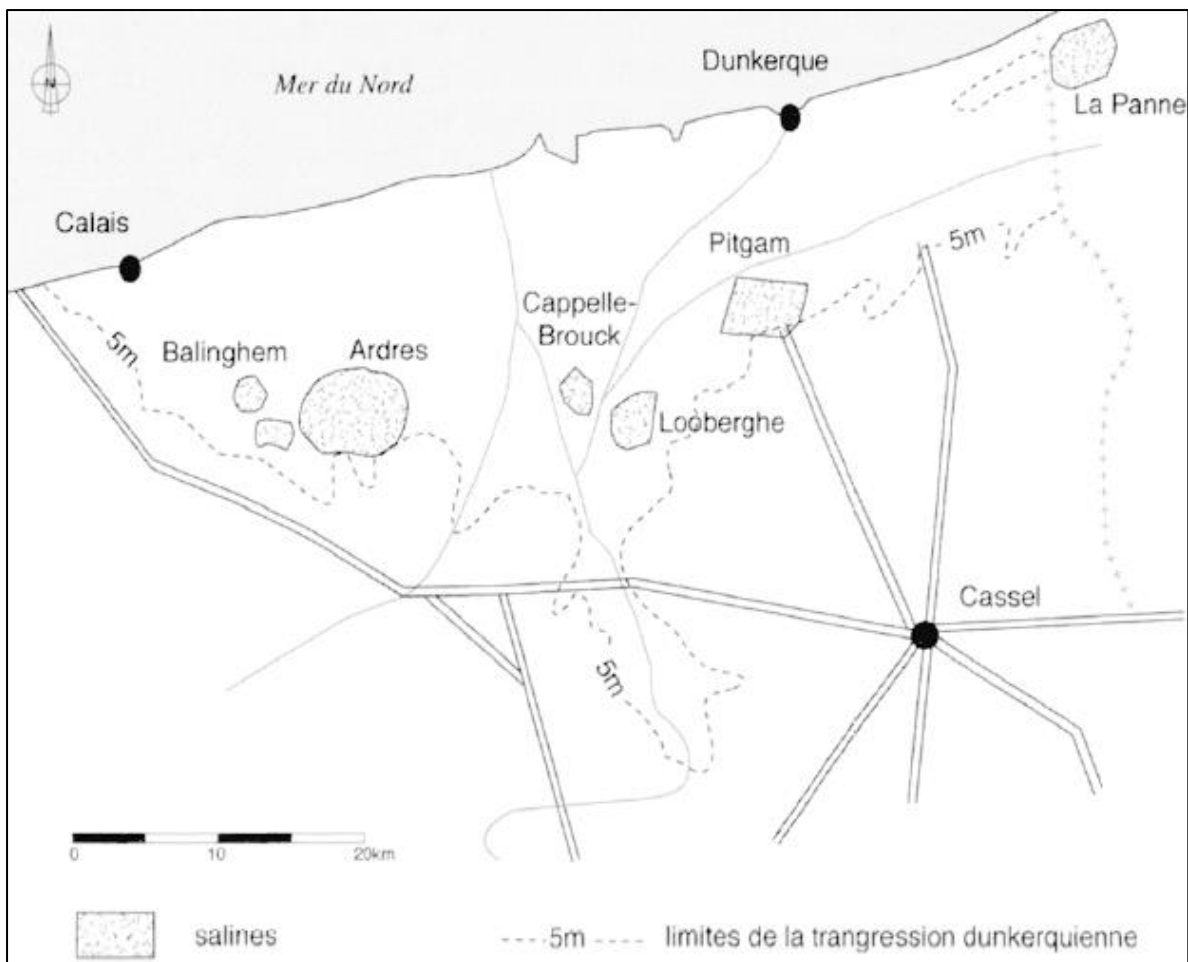 N
Mer du Nord
Dunkerque
La Panne
Calais
Pitgam
5m
Cappelle-
Brouck
5m
Balinghem
Ardres
Looberghe
Cassel
5m
0 10 20km
salines
5m
limites de la trangression dunkerquienne